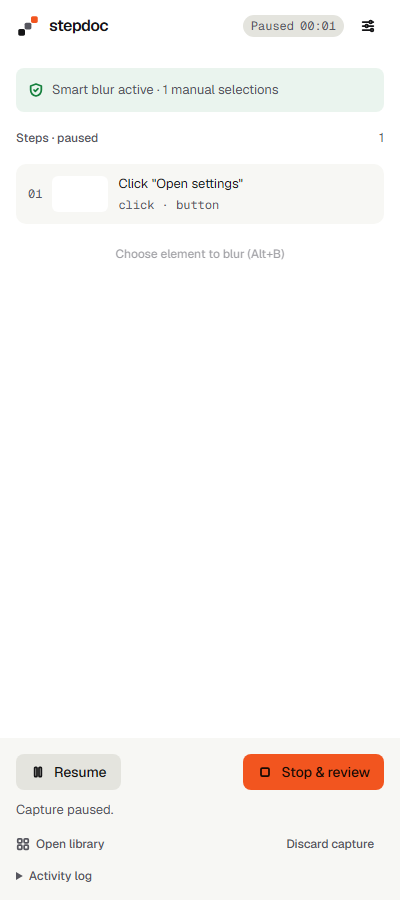 stepdoc
Paused 00:01
Smart blur active · 1 manual selections
Steps · paused
1
01
Click "Open settings"
click · button
Choose element to blur (Alt+B)
Resume
Stop & review
Capture paused.
Open library
Discard capture
Activity log